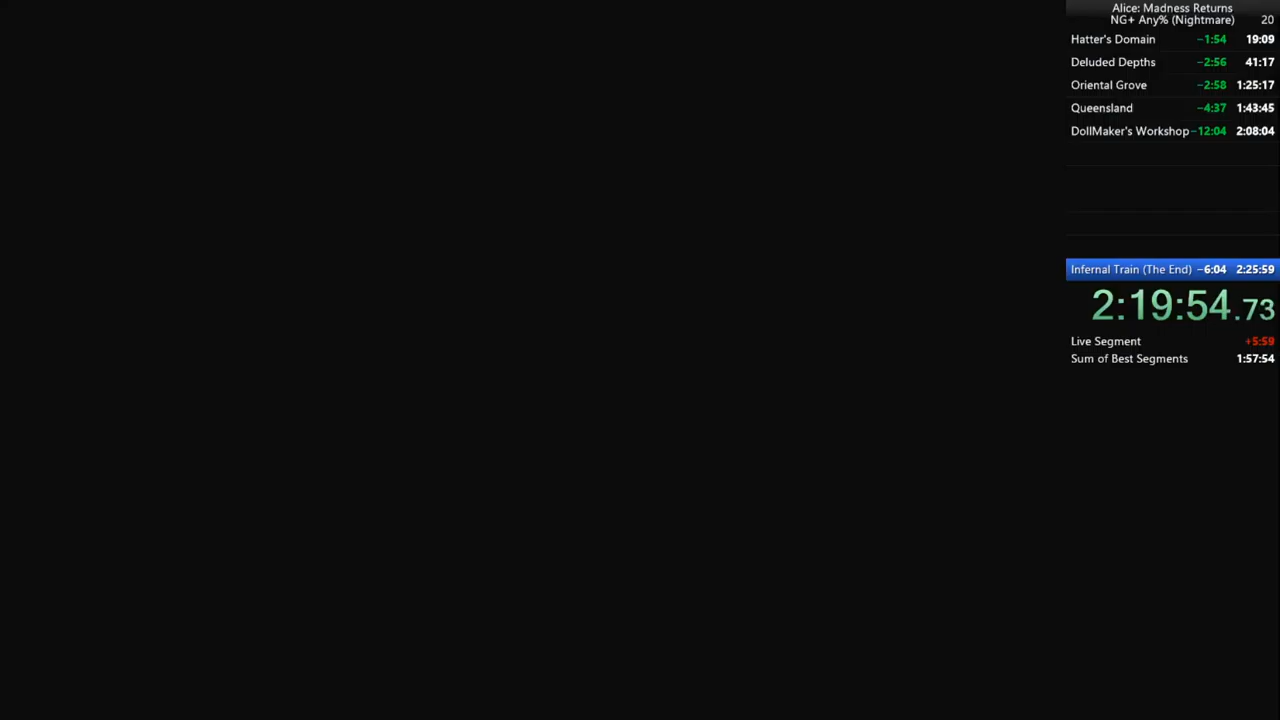 Alice: Madness Returns
NG+ Any% (Nightmare) 20
Hatter's Domain −1:54 19:09
Deluded Depths −2:56 41:17
Oriental Grove −2:58 1:25:17
Queensland −4:37 1:43:45
DollMaker's Workshop −12:04 2:08:04
Infernal Train (The End) −6:04 2:25:59
2:19:54.73
Live Segment +5:59
Sum of Best Segments 1:57:54